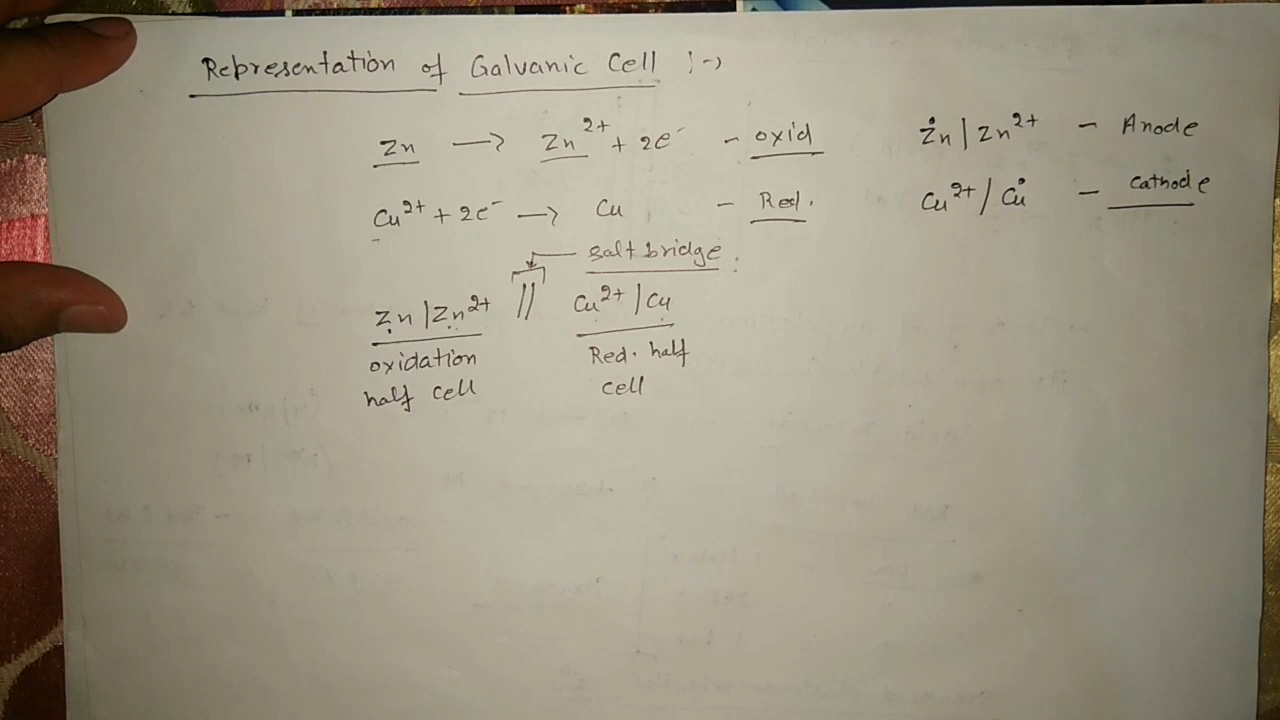 Representation of Galvanic Cell :→
Zn → Zn²⁺ + 2e⁻ - oxid Zn | Zn²⁺ - Anode
Cu²⁺ + 2e⁻ → Cu - Red. Cu²⁺ / Cu - Cathode
salt bridge
Zn | Zn²⁺ // Cu²⁺ | Cu
oxidation Red. half
half cell cell